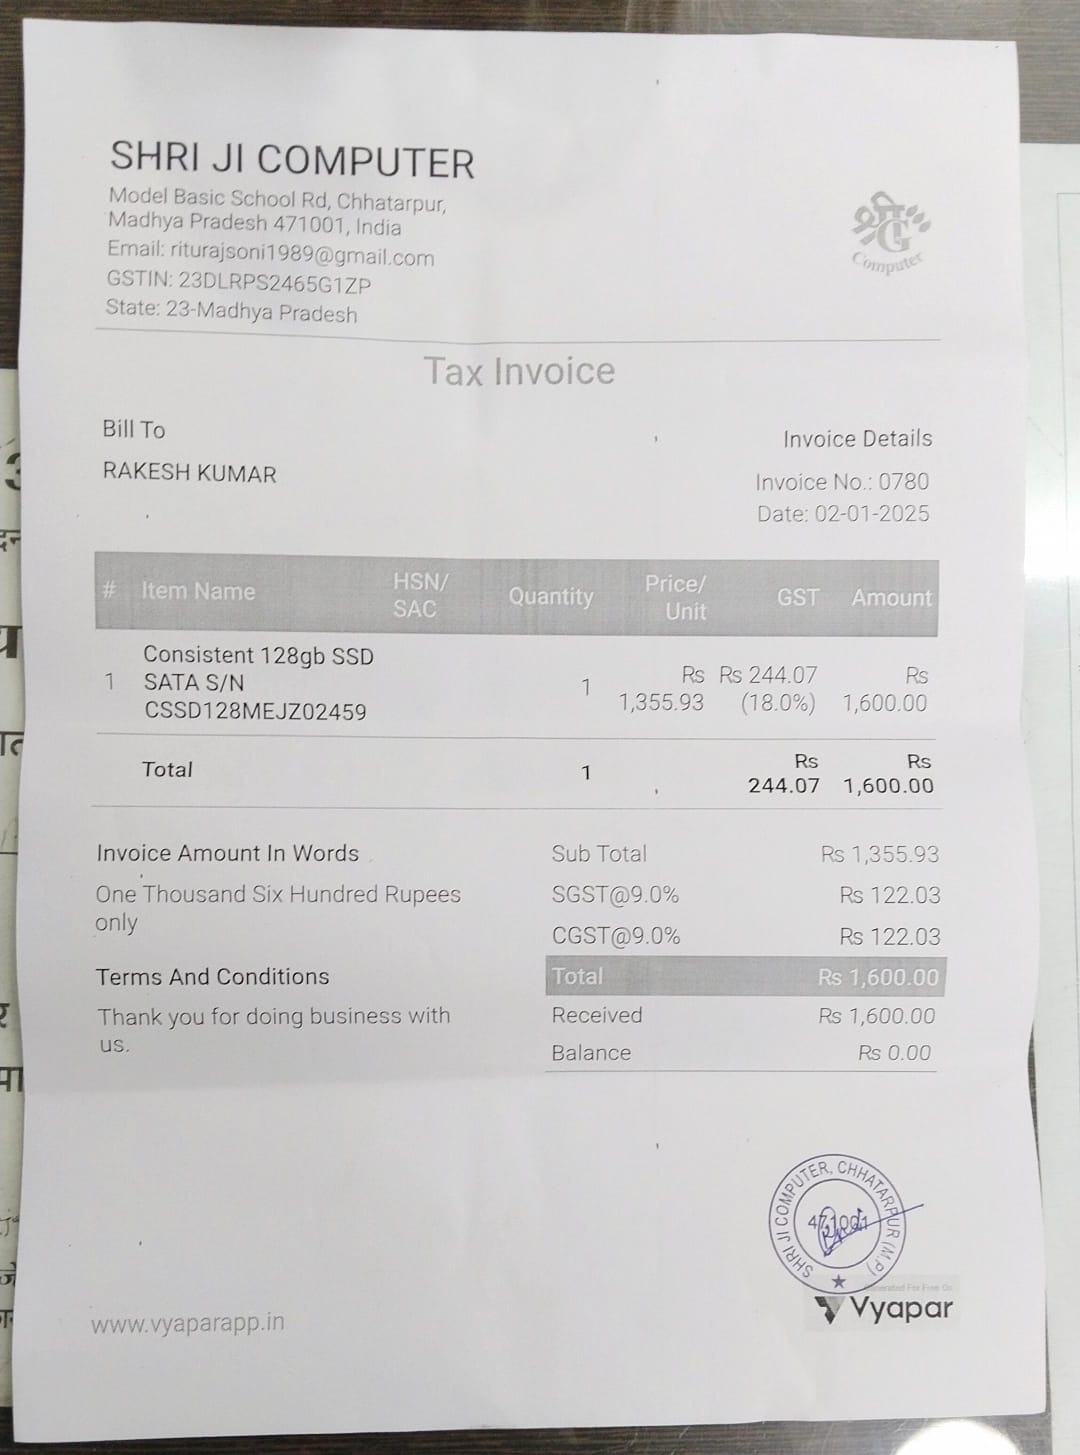 SHRI JI COMPUTER
Model Basic School Rd, Chhatarpur,
Madhya Pradesh 471001, India
Email: riturajsoni1989@gmail.com
GSTIN: 23DLRPS2465G1ZP
State: 23-Madhya Pradesh
श्री G
Computer
Tax Invoice
Bill To
RAKESH KUMAR
Invoice Details
Invoice No.: 0780
Date: 02-01-2025
# Item Name HSN/ SAC Quantity Price/ Unit GST Amount
1 Consistent 128gb SSD SATA S/N CSSD128MEJZ02459 1 Rs 1,355.93 Rs 244.07 (18.0%) Rs 1,600.00
Total 1 Rs 244.07 Rs 1,600.00
Invoice Amount In Words
One Thousand Six Hundred Rupees
only
Terms And Conditions
Thank you for doing business with
us.
Sub Total Rs 1,355.93
SGST@9.0% Rs 122.03
CGST@9.0% Rs 122.03
Total Rs 1,600.00
Received Rs 1,600.00
Balance Rs 0.00
SHRI JI COMPUTER, CHHATARPUR (M.P)
471001
Generated For Free On
Vyapar
www.vyaparapp.in